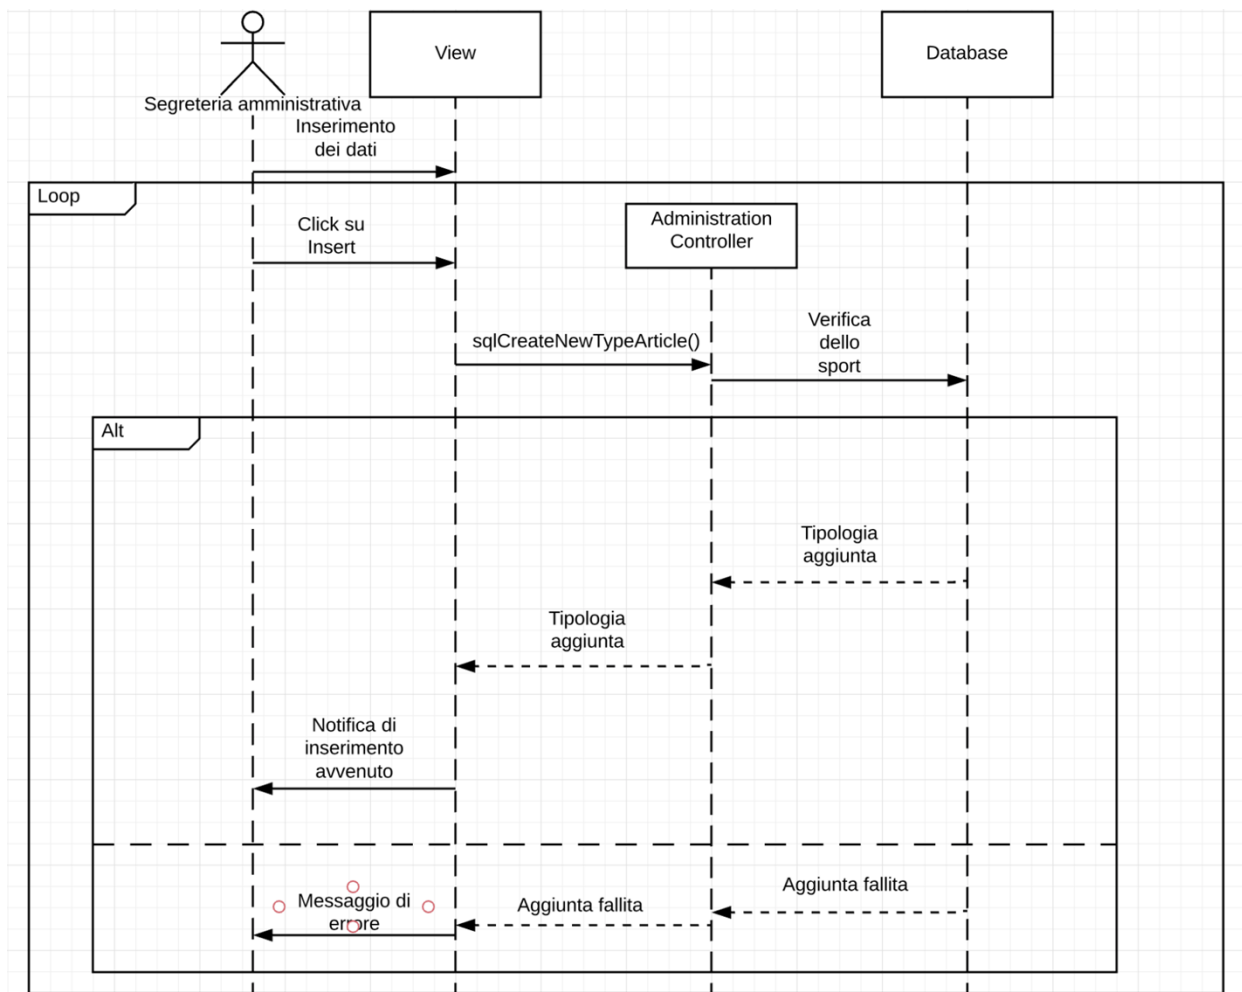 View
Database
Segreteria amministrativa
Inserimento
dei dati
Loop
Click su
Insert
Administration
Controller
sqlCreateNewTypeArticle()
Verifica
dello
sport
Alt
Tipologia
aggiunta
Tipologia
aggiunta
Notifica di
inserimento
avvenuto
Messaggio di
errore
Aggiunta fallita
Aggiunta fallita